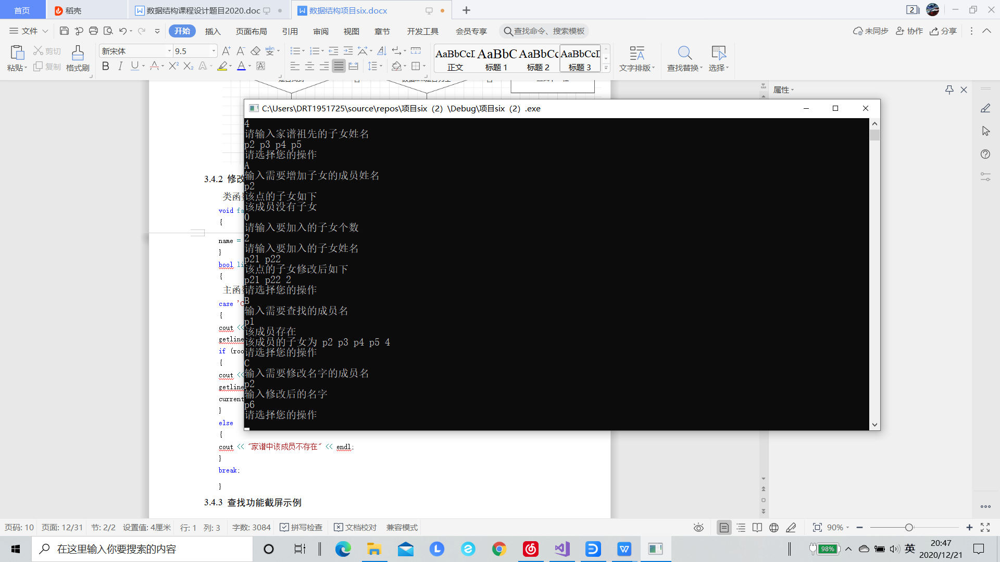 首页
稻壳
数据结构课程设计题目2020.doc
数据结构项目six.docx
2
文件
开始
插入
页面布局
引用
审阅
视图
章节
开发工具
会员专享
查找命令、搜索模板
未同步
协作
分享
粘贴
剪切
复制
格式刷
新宋体
9.5
AaBbCcD
正文
AaBbC
标题 1
AaBbCc
标题 2
AaBbCcD
标题 3
文字排版
查找替换
选择
属性
C:\Users\DRT1951725\source\repos\项目six（2）\Debug\项目six（2）.exe
4
请输入家谱祖先的子女姓名
p2 p3 p4 p5
请选择您的操作
A
输入需要增加子女的成员姓名
p2
该点的子女如下
该成员没有子女
0
请输入要加入的子女个数
2
请输入要加入的子女姓名
p21 p22
该点的子女修改后如下
p21 p22 2
请选择您的操作
B
输入需要查找的成员名
p1
该成员存在
该成员的子女为 p2 p3 p4 p5 4
请选择您的操作
C
输入需要修改名字的成员名
p2
输入修改后的名字
p6
请选择您的操作
3.4.2 修改
类函数
void fa
{
name =
}
bool li
{
主函数
case 'C
{
cout <<
getline
if (roo
{
cout <<
getline
current
}
else
{
cout << "家谱中该成员不存在" << endl;
}
break;
}
3.4.3 查找功能截屏示例
页码: 10
页面: 12/31
节: 2/2
设置值: 4厘米
行: 1
列: 3
字数: 3084
拼写检查
文档校对
兼容模式
90%
在这里输入你要搜索的内容
98%
英
20:47
2020/12/21